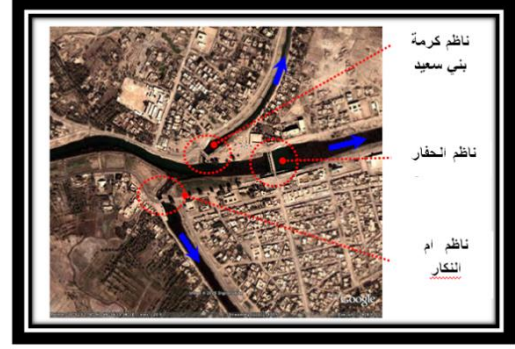 ناظم كرمة
بني سعيد
ناظم الحفار
ناظم ام
النكار
Google